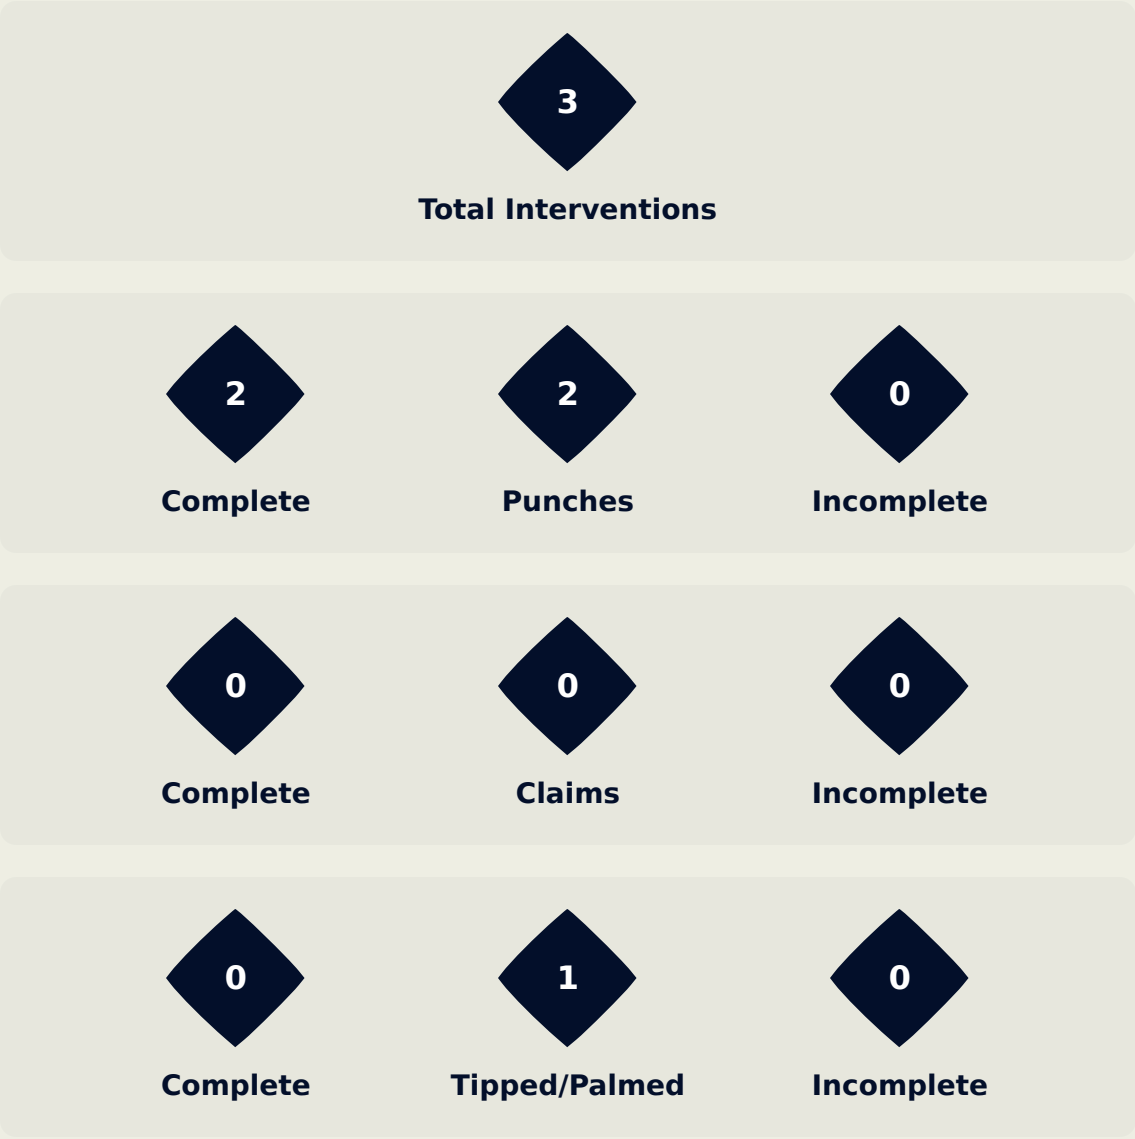 3
Total Interventions
2 2 0
Complete Punches Incomplete
0 0 0
Complete Claims Incomplete
0 1 0
Complete Tipped/Palmed Incomplete